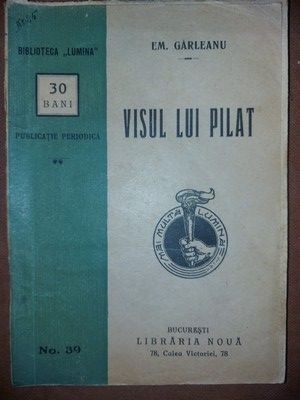 BIBLIOTECA „LUMINA”
30
BANI
PUBLICAȚIE PERIODICĂ
**
No. 39
EM. GÂRLEANU
VISUL LUI PILAT
MAI MULTĂ LUMINĂ
BUCUREȘTI
LIBRĂRIA NOUĂ
78, Calea Victoriei, 78